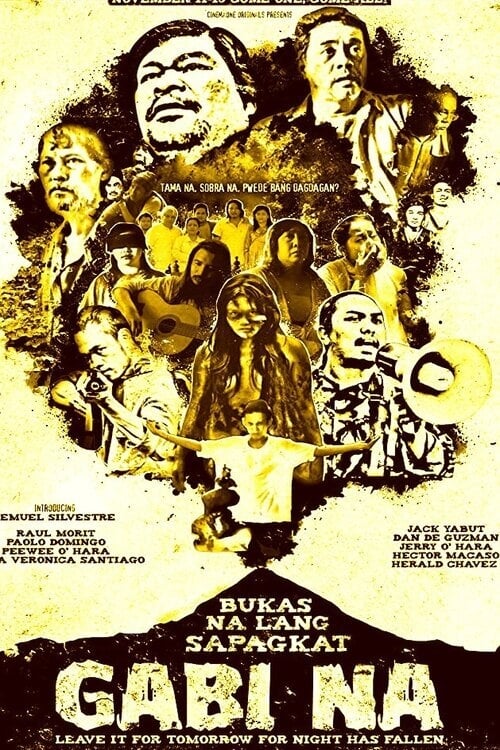 NOVEMBER 11-19 COME ONE, COME ALL!
CINEMA ONE ORIGINALS PRESENTS
TAMA NA, SOBRA NA. PWEDE BANG DAGDAGAN?
INTRODUCING
EMUEL SILVESTRE
RAUL MORIT
PAOLO DOMINGO
PEEWEE O' HARA
A VERONICA SANTIAGO
JACK YABUT
DAN DE GUZMAN
JERRY O' HARA
HECTOR MACASO
HERALD CHAVEZ
BUKAS
NA LANG
SAPAGKAT
GABI NA
LEAVE IT FOR TOMORROW FOR NIGHT HAS FALLEN